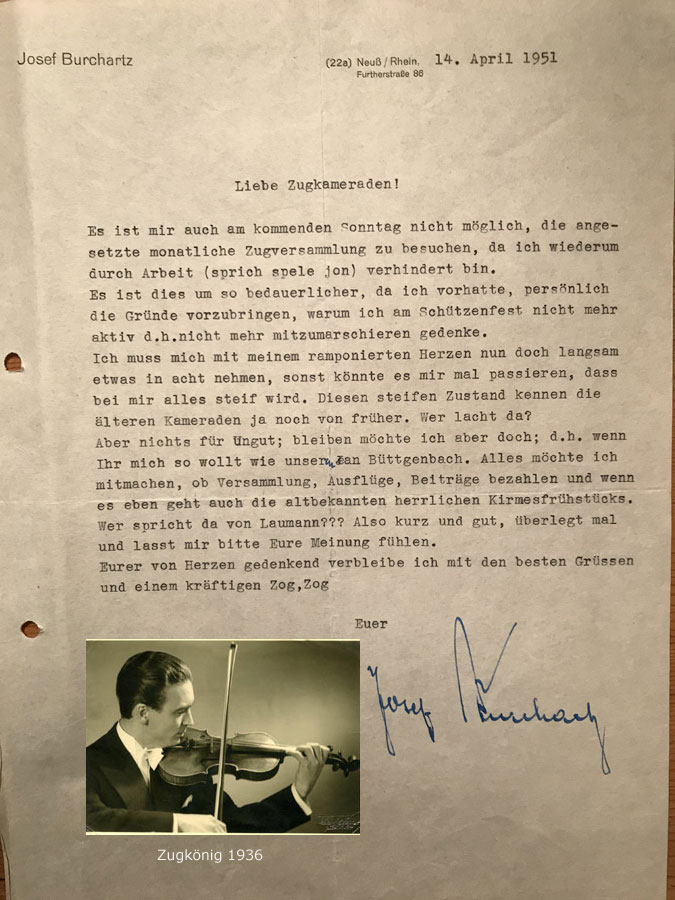 Josef Burchartz
(22a) Neuß / Rhein. 14. April 1951
Furtherstraße 86
Liebe Zugkameraden!
Es ist mir auch am kommenden Sonntag nicht möglich, die ange-
setzte monatliche Zugversammlung zu besuchen, da ich wiederum
durch Arbeit (sprich spele jon) verhindert bin.
Es ist dies um so bedauerlicher, da ich vorhatte, persönlich
die Gründe vorzubringen, warum ich am Schützenfest nicht mehr
aktiv d.h.nicht mehr mitzumarschieren gedenke.
Ich muss mich mit meinem ramponierten Herzen nun doch langsam
etwas in acht nehmen, sonst könnte es mir mal passieren, dass
bei mir alles steif wird. Diesen steifen Zustand kennen die
älteren Kameraden ja noch von früher. Wer lacht da?
Aber nichts für Ungut; bleiben möchte ich aber doch; d.h. wenn
Ihr mich so wollt wie unsern Jan Büttgenbach. Alles möchte ich
mitmachen, ob Versammlung, Ausflüge, Beiträge bezahlen und wenn
es eben geht auch die altbekannten herrlichen Kirmesfrühstücks.
Wer spricht da von Laumann??? Also kurz und gut, überlegt mal
und lasst mir bitte Eure Meinung fühlen.
Eurer von Herzen gedenkend verbleibe ich mit den besten Grüssen
und einem kräftigen Zog,Zog
Euer
Josef Burchartz
Zugkönig 1936